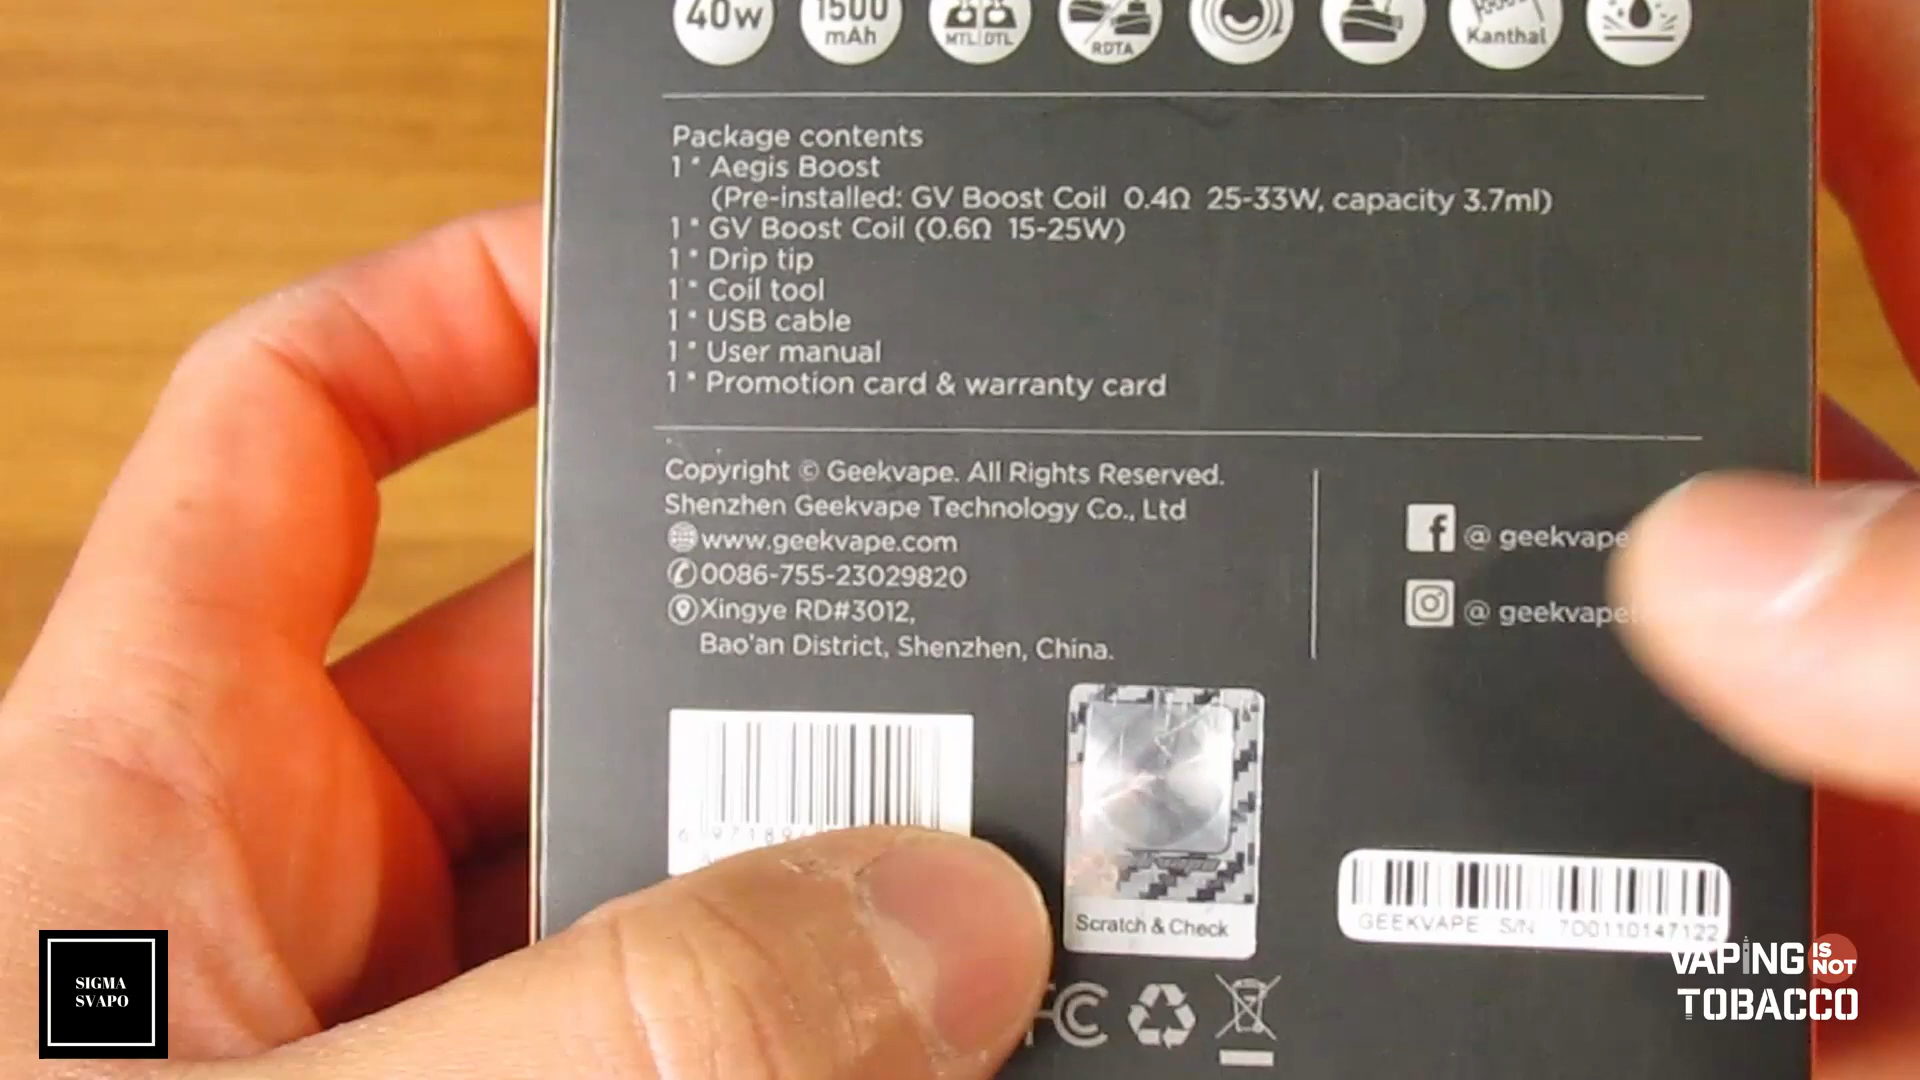 40W
1500
mAh
MTL DTL
RDTA
Kanthal
Package contents
1 * Aegis Boost
(Pre-installed: GV Boost Coil 0.4Ω 25-33W, capacity 3.7ml)
1 * GV Boost Coil (0.6Ω 15-25W)
1 * Drip tip
1 * Coil tool
1 * USB cable
1 * User manual
1 * Promotion card & warranty card
Copyright © Geekvape. All Rights Reserved.
Shenzhen Geekvape Technology Co., Ltd
www.geekvape.com
0086-755-23029820
Xingye RD#3012,
Bao'an District, Shenzhen, China.
@ geekvape
@ geekvape
Scratch & Check
GEEKVAPE S/N 7D0110147122
SIGMA
SVAPO
VAPING IS NOT
TOBACCO